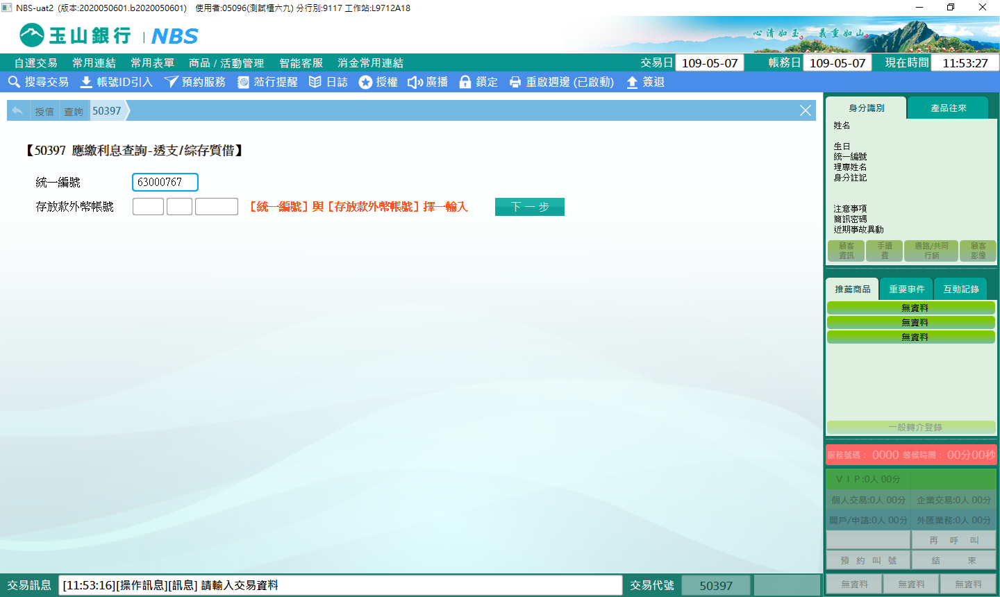 NBS-uat2 (版本:2020050601.b2020050601) 使用者:05096(測試櫃六九) 分行別:9117 工作站:L9712A18
玉山銀行 | NBS
心清如玉。 義重如山。
自選交易 常用連結 常用表單 商品 / 活動管理 智能客服 消金常用連結 交易日 109-05-07 帳務日 109-05-07 現在時間 11:53:27
搜尋交易 帳號ID引入 預約服務 蒞行提醒 日誌 授權 廣播 鎖定 重啟週邊 (已啟動) 簽退
授信 查詢 50397
【50397 應繳利息查詢-透支/綜存質借】
統一編號 63000767
存放款外幣帳號 【統一編號】與【存放款外幣帳號】擇一輸入 下一步
身分識別 產品往來
姓名
生日
統一編號
理專姓名
身分註記
注意事項
簡訊密碼
近期事故異動
顧客資訊 手續費 通路/共同行銷 顧客影像
推薦商品 重要事件 互動記錄
無資料
無資料
無資料
一般轉介登錄
服務號碼： 0000 等候時間： 00分00秒
ＶＩＰ:0人 00分
個人交易:0人 00分 企業交易:0人 00分
開戶/申請:0人 00分 外匯業務:0人 00分
再 呼 叫
預 約 叫 號 結 束
無資料 無資料 無資料
交易訊息 [11:53:16][操作訊息][訊息] 請輸入交易資料 交易代號 50397